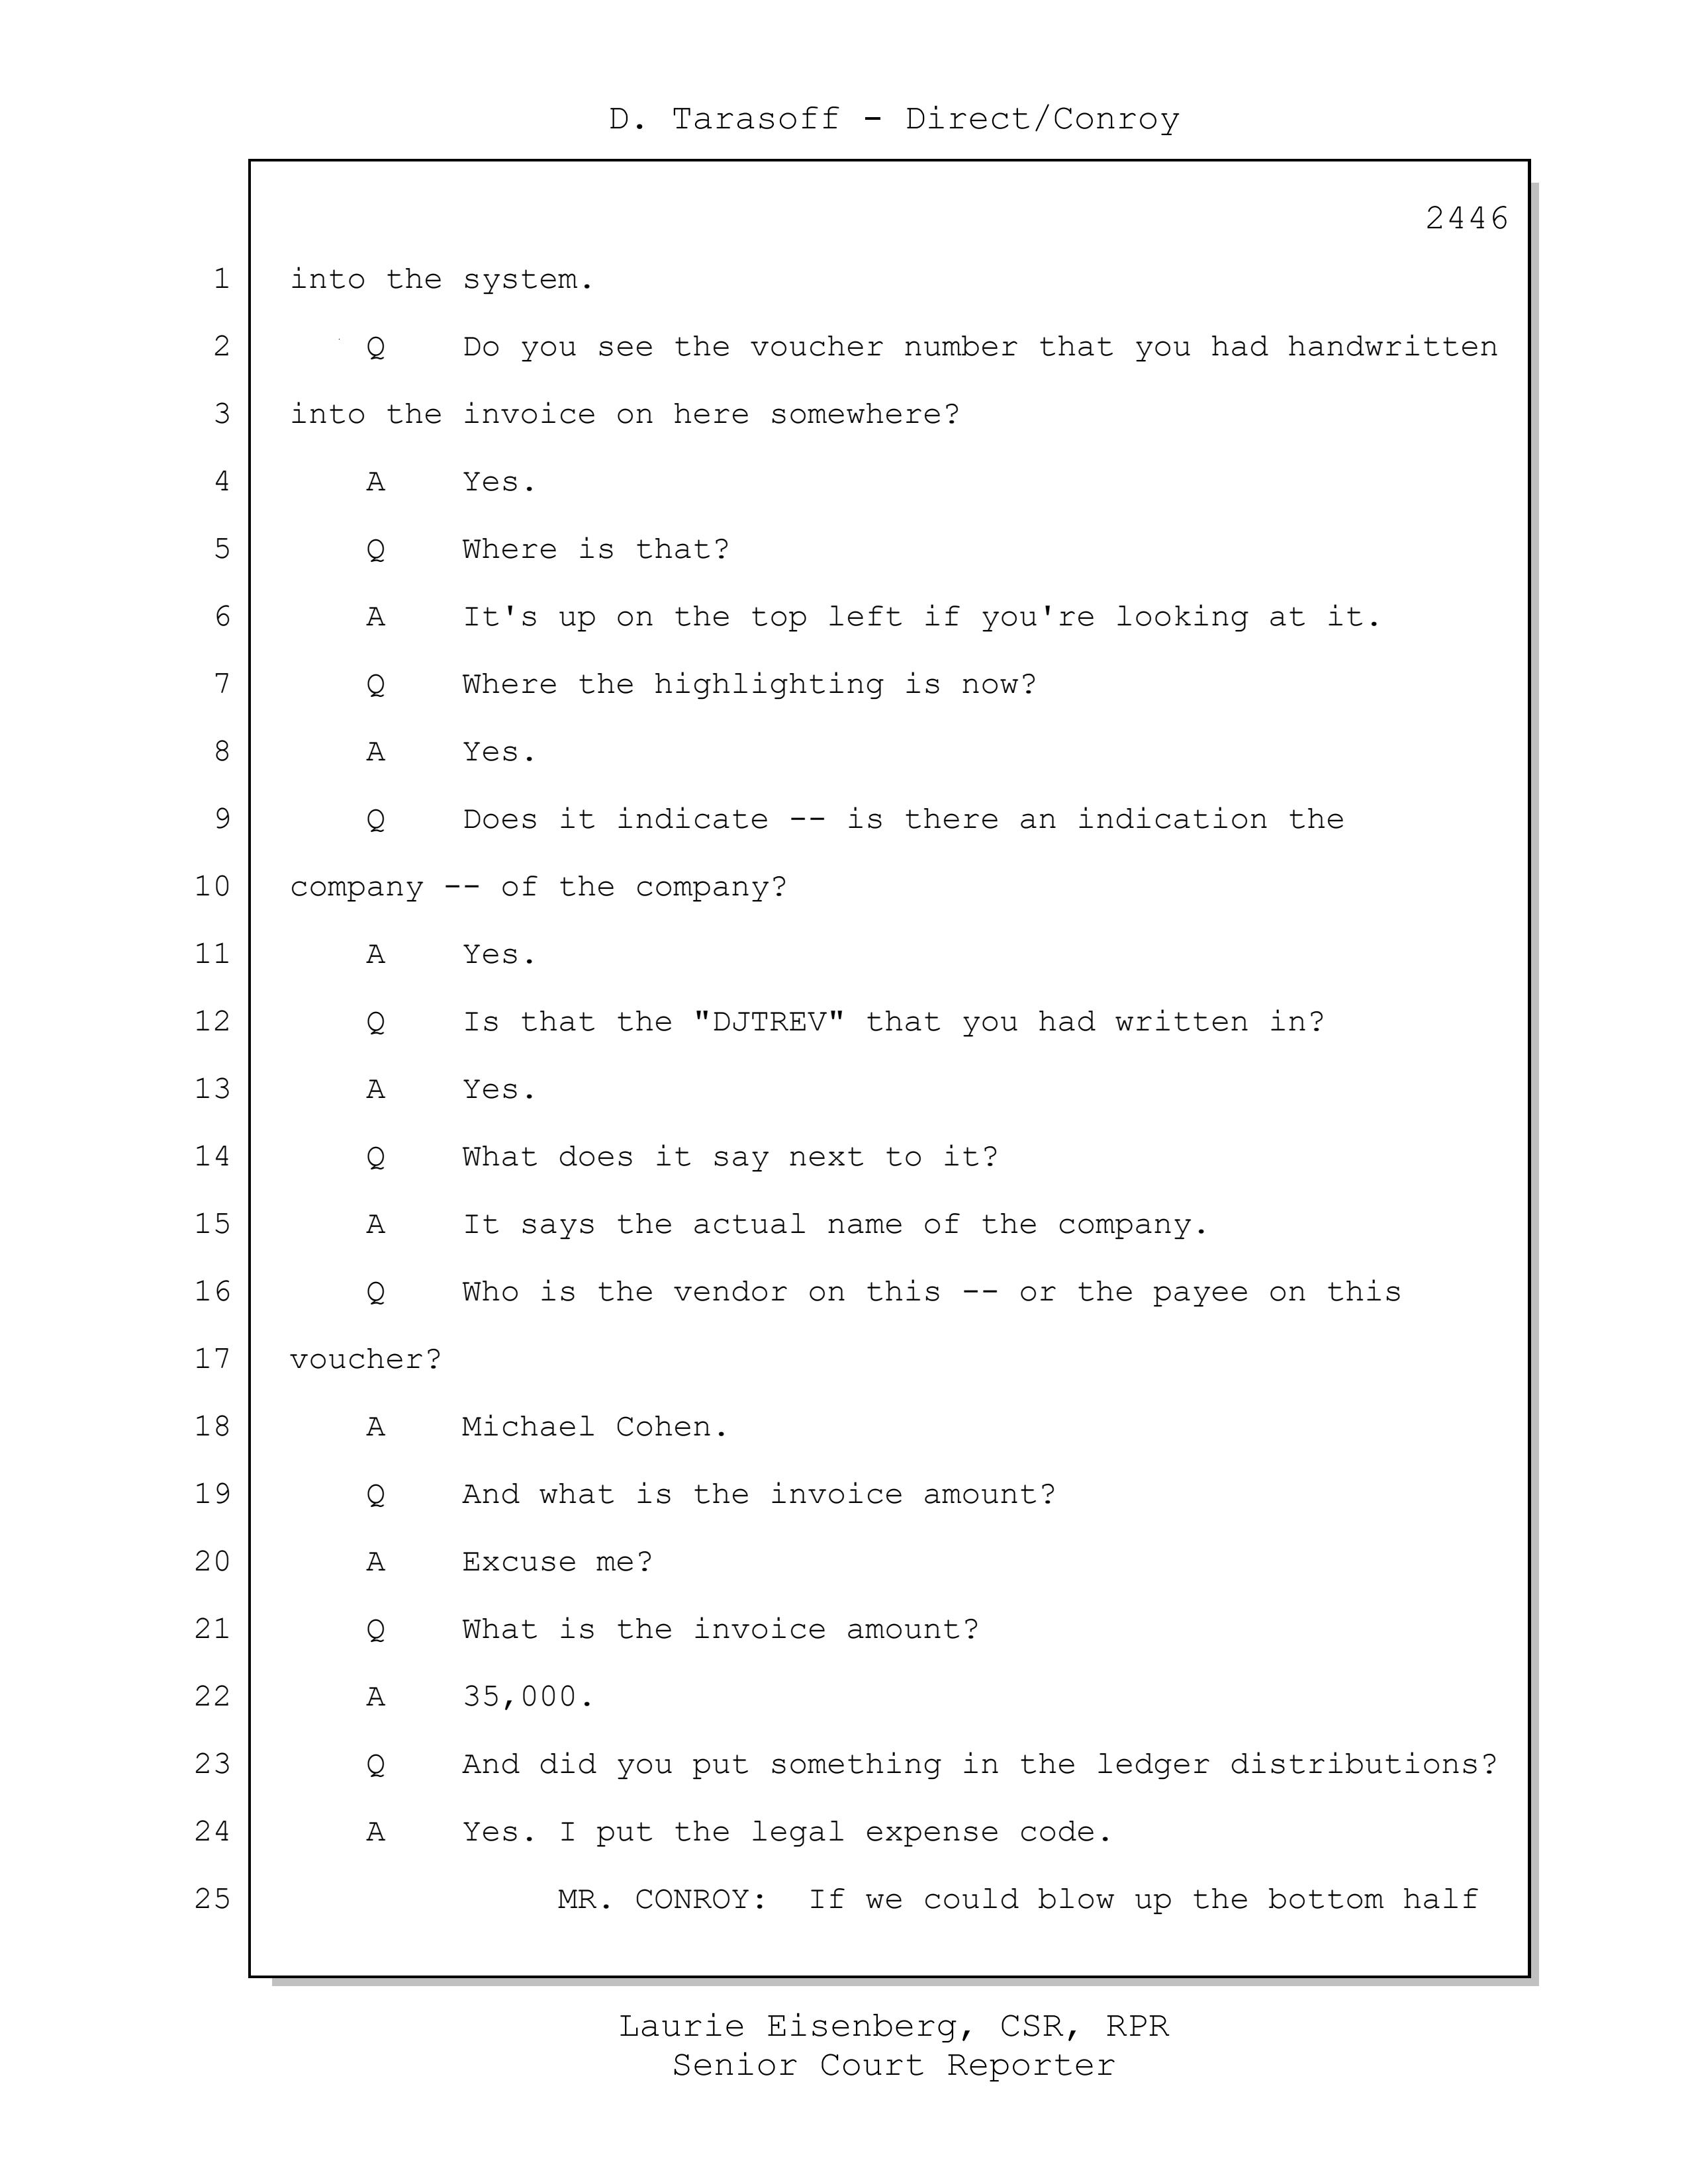 D. Tarasoff - Direct/Conroy
2446
1 into the system.
2 Q Do you see the voucher number that you had handwritten
3 into the invoice on here somewhere?
4 A Yes.
5 Q Where is that?
6 A It's up on the top left if you're looking at it.
7 Q Where the highlighting is now?
8 A Yes.
9 Q Does it indicate -- is there an indication the
10 company -- of the company?
11 A Yes.
12 Q Is that the "DJTREV" that you had written in?
13 A Yes.
14 Q What does it say next to it?
15 A It says the actual name of the company.
16 Q Who is the vendor on this -- or the payee on this
17 voucher?
18 A Michael Cohen.
19 Q And what is the invoice amount?
20 A Excuse me?
21 Q What is the invoice amount?
22 A 35,000.
23 Q And did you put something in the ledger distributions?
24 A Yes. I put the legal expense code.
25 MR. CONROY: If we could blow up the bottom half
Laurie Eisenberg, CSR, RPR
Senior Court Reporter